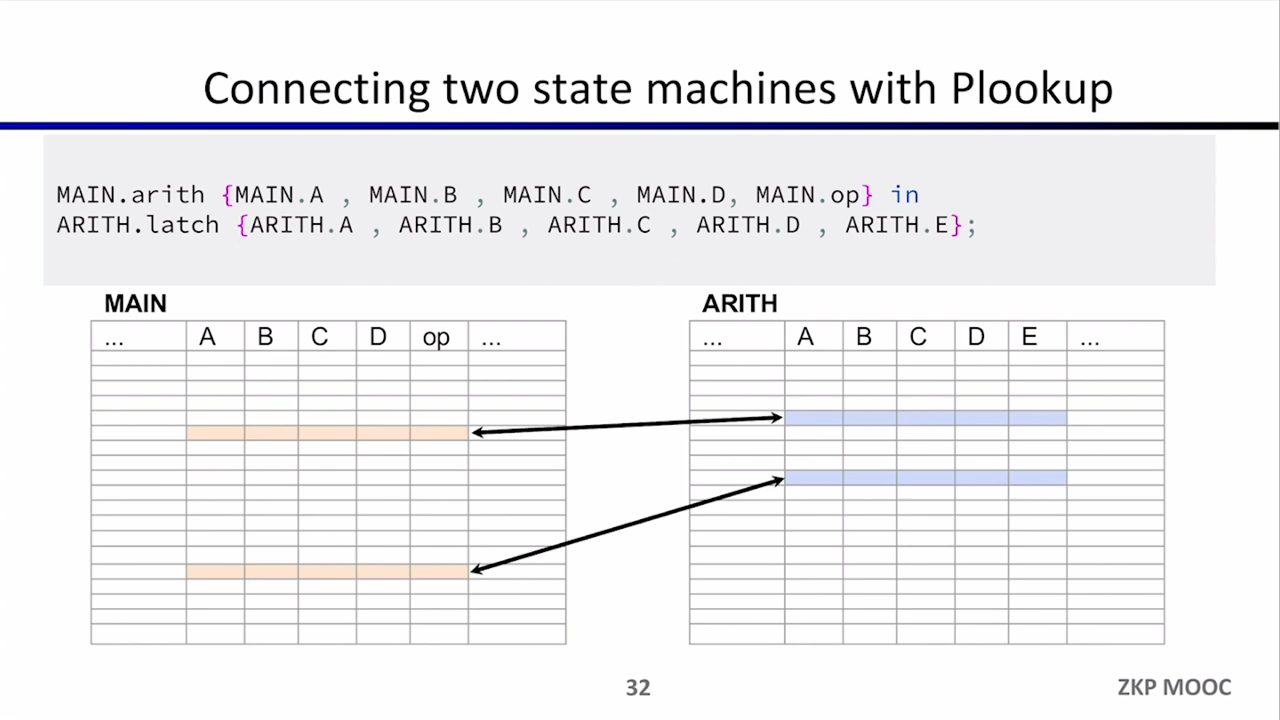 Connecting two state machines with Plookup
MAIN.arith {MAIN.A , MAIN.B , MAIN.C , MAIN.D, MAIN.op} in
ARITH.latch {ARITH.A , ARITH.B , ARITH.C , ARITH.D , ARITH.E};
MAIN
... A B C D op ...
ARITH
... A B C D E ...
32
ZKP MOOC